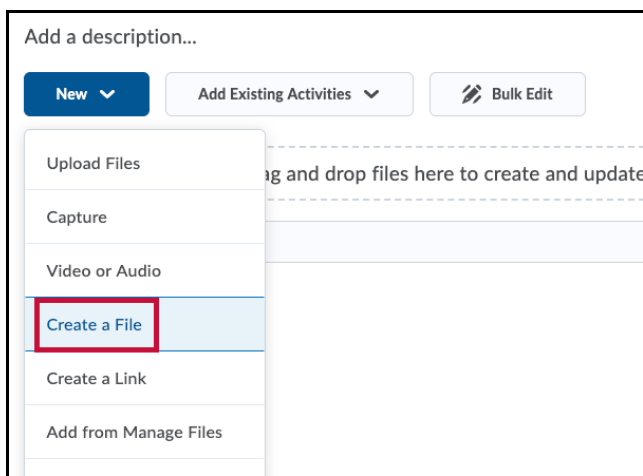 Add a description...
New Add Existing Activities Bulk Edit
Upload Files
ag and drop files here to create and update
Capture
Video or Audio
Create a File
Create a Link
Add from Manage Files